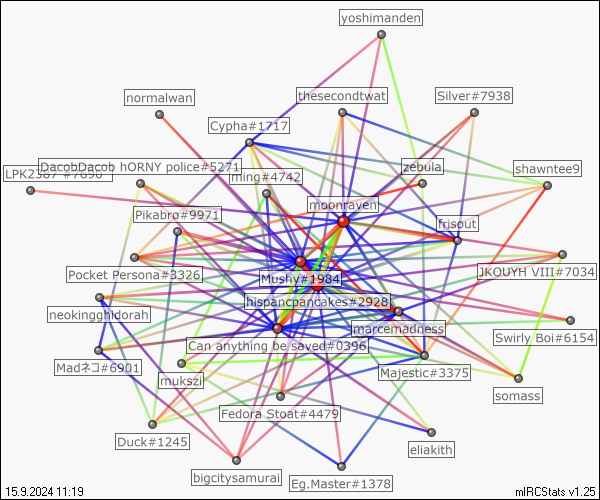 yoshimanden
normalwan
thesecondtwat
Silver#7938
Cypha#1717
DacobDacob hORNY police#5271
zebula
shawntee9
ming#4742
moonraven
Pikabro#9971
frisout
Pocket Persona#3326
Mushy#1984
JKOUYH VIII#7034
hispancpancakes#2928
neokingghidorah
marcemadness
Swirly Boi#6154
Can anything be saved#0396
Madネコ#6901
mukszi
Majestic#3375
somass
Fedora Stoat#4479
Duck#1245
eliakith
bigcitysamurai
Eg.Master#1378
15.9.2024 11:19
mIRCStats v1.25